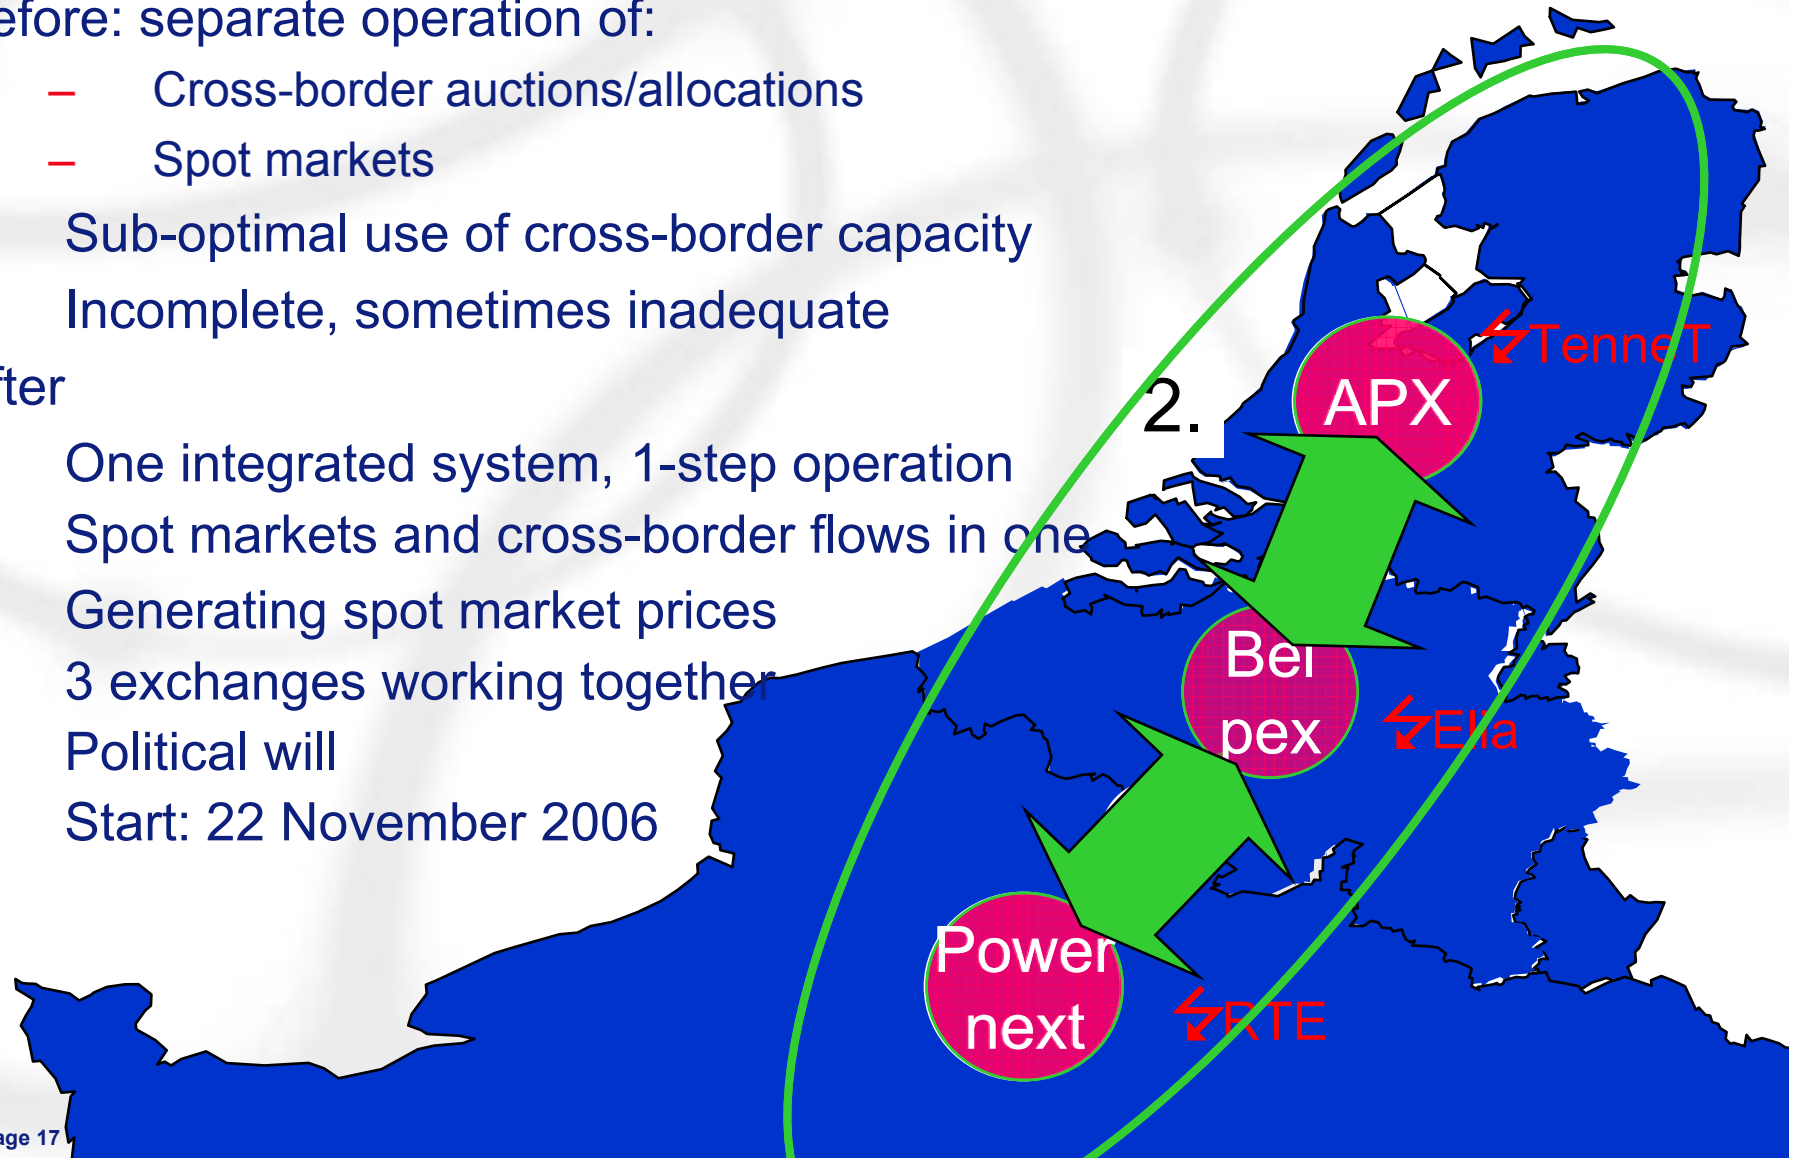 efore: separate operation of:
– Cross-border auctions/allocations
– Spot markets
Sub-optimal use of cross-border capacity
Incomplete, sometimes inadequate
fter
One integrated system, 1-step operation
Spot markets and cross-border flows in one
Generating spot market prices
3 exchanges working together
Political will
Start: 22 November 2006
2.
APX
TenneT
Bel
pex
Elia
Power
next
RTE
age 17